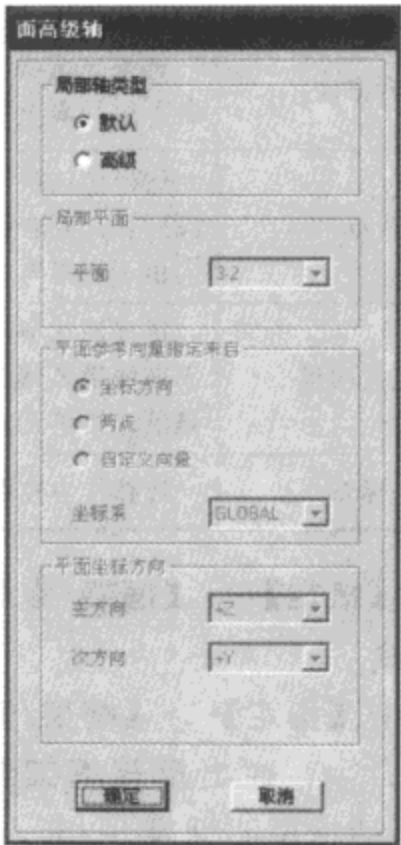 面高级轴
局部轴类型
默认
高级
局部平面
平面 3-2
平面参考向量指定来自
坐标方向
两点
自定义向量
坐标系 GLOBAL
平面坐标方向
主方向 +Z
次方向 +Y
确定 取消